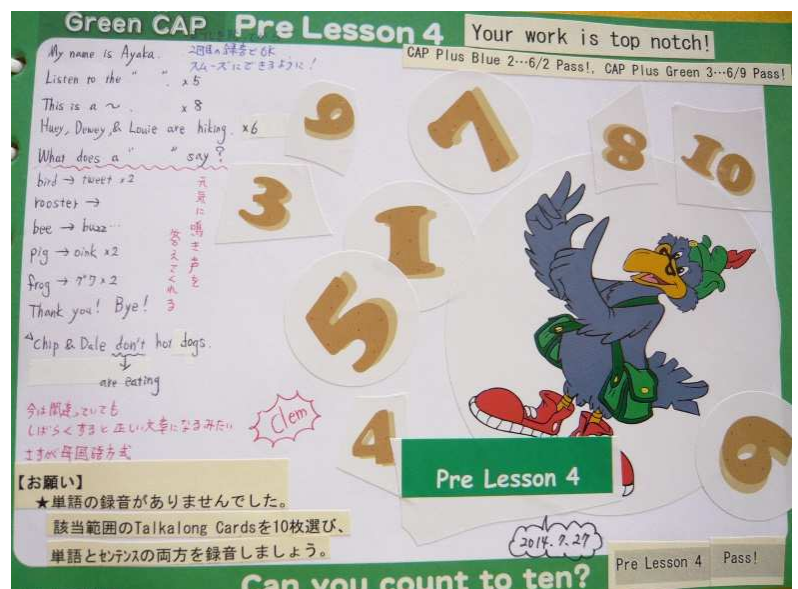 Green CAP Pre Lesson 4
Your work is top notch!
CAP Plus Blue 2…6/2 Pass!, CAP Plus Green 3…6/9 Pass!
My name is Ayaka.
2回目の録音でOK
スムーズにできるように!
Listen to the " ". x5
This is a ~. x8
Huey, Dewey, & Louie are hiking. x6
What does a " " say?
bird → tweet x2
rooster →
bee → buzz…
pig → oink x2
frog → ゲワ x2
元気に鳴き声を
答えてくれる
Thank you! Bye!
Chip & Dale don't hot dogs.
↓
are eating
今は間違っていても
しばらくすると正しい文章になるみたい
さすが母国語方式
Clem
【お願い】
★単語の録音がありませんでした。
該当範囲のTalkalong Cardsを10枚選び、
単語とセンテンスの両方を録音しましょう。
9
7
8
10
3
1
5
4
6
Pre Lesson 4
2014.7.27
Pre Lesson 4 Pass!
Can you count to ten?